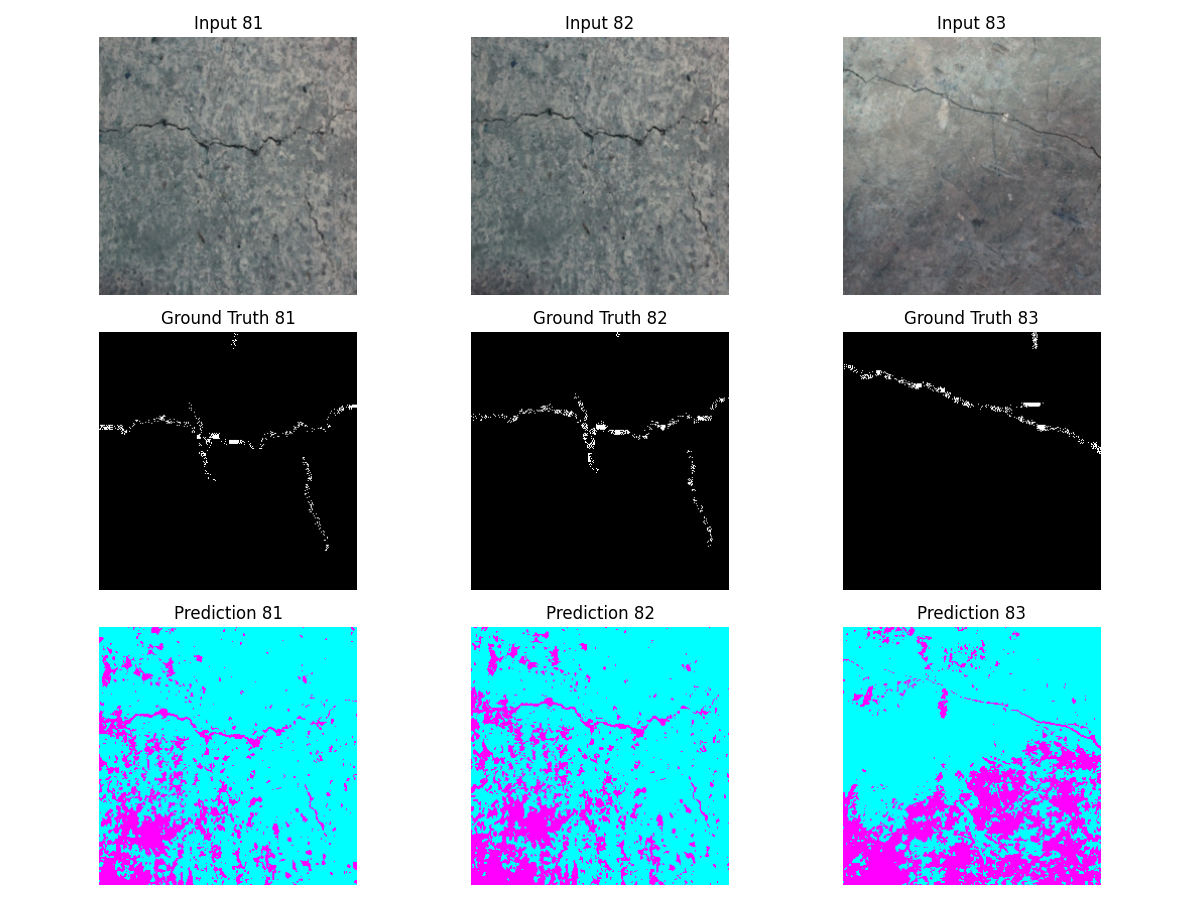 Input 81
Input 82
Input 83
Ground Truth 81
Ground Truth 82
Ground Truth 83
Prediction 81
Prediction 82
Prediction 83